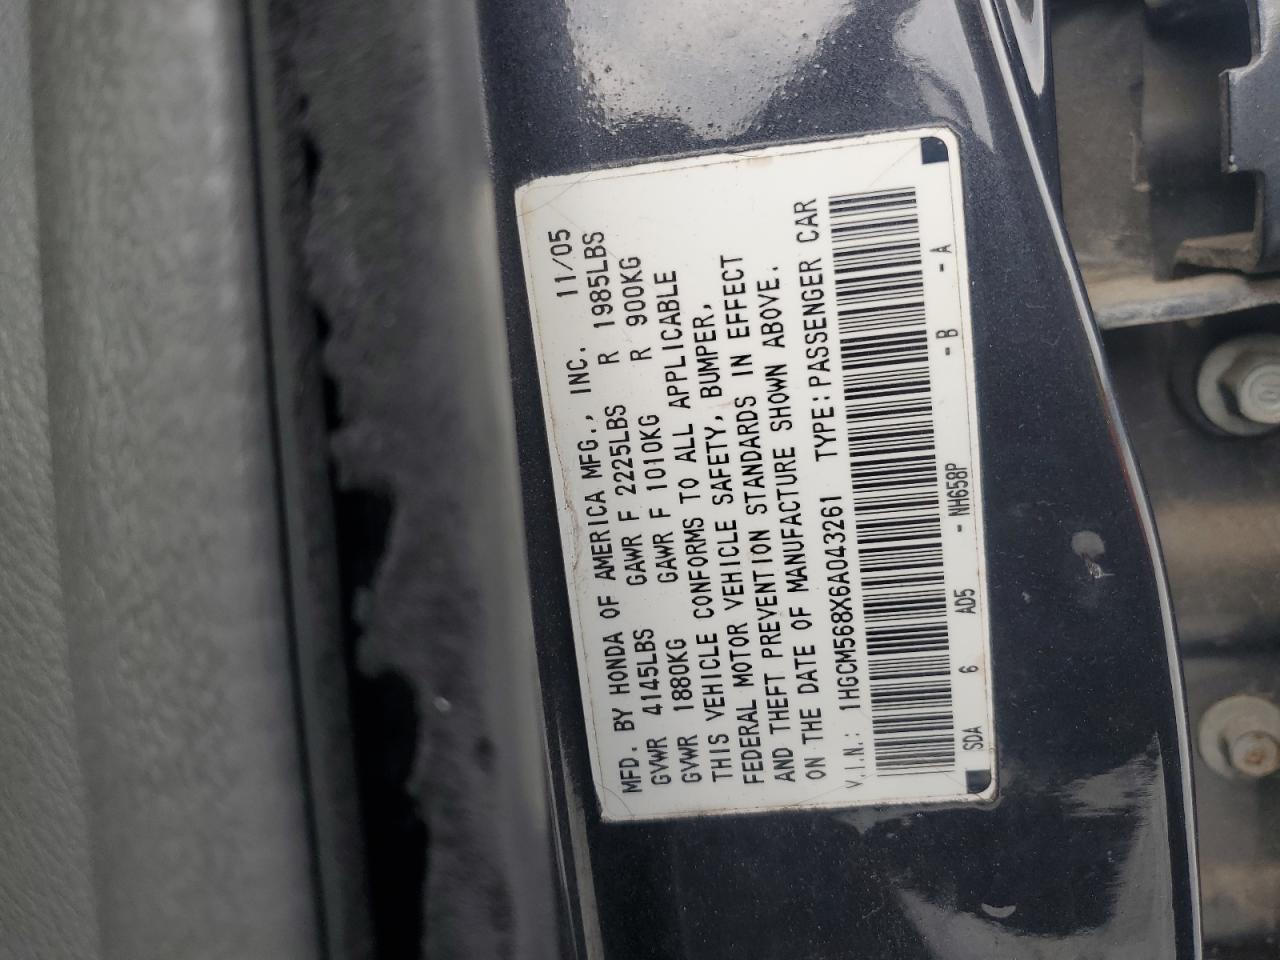 MFD. BY HONDA OF AMERICA MFG., INC. 11/05
GVWR 4145LBS GAWR F 2225LBS R 1985LBS
GVWR 1880KG GAWR F 1010KG R 900KG
THIS VEHICLE CONFORMS TO ALL APPLICABLE
FEDERAL MOTOR VEHICLE SAFETY, BUMPER,
AND THEFT PREVENTION STANDARDS IN EFFECT
ON THE DATE OF MANUFACTURE SHOWN ABOVE.
V.I.N.: 1HGCM568X6A043261 TYPE:PASSENGER CAR
SDA 6 AD5 - NH658P - B - A